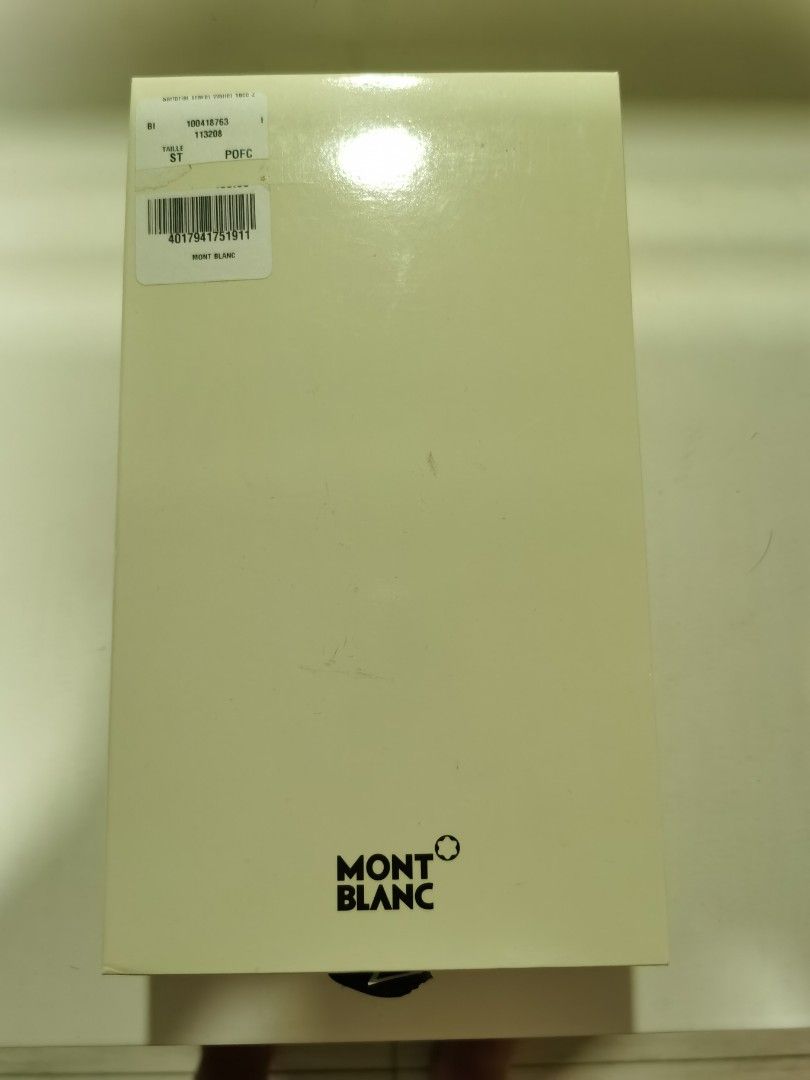 BI 100418763
113208
TAILLE
ST POFC
4017941751911
MONT BLANC
MONT
BLANC